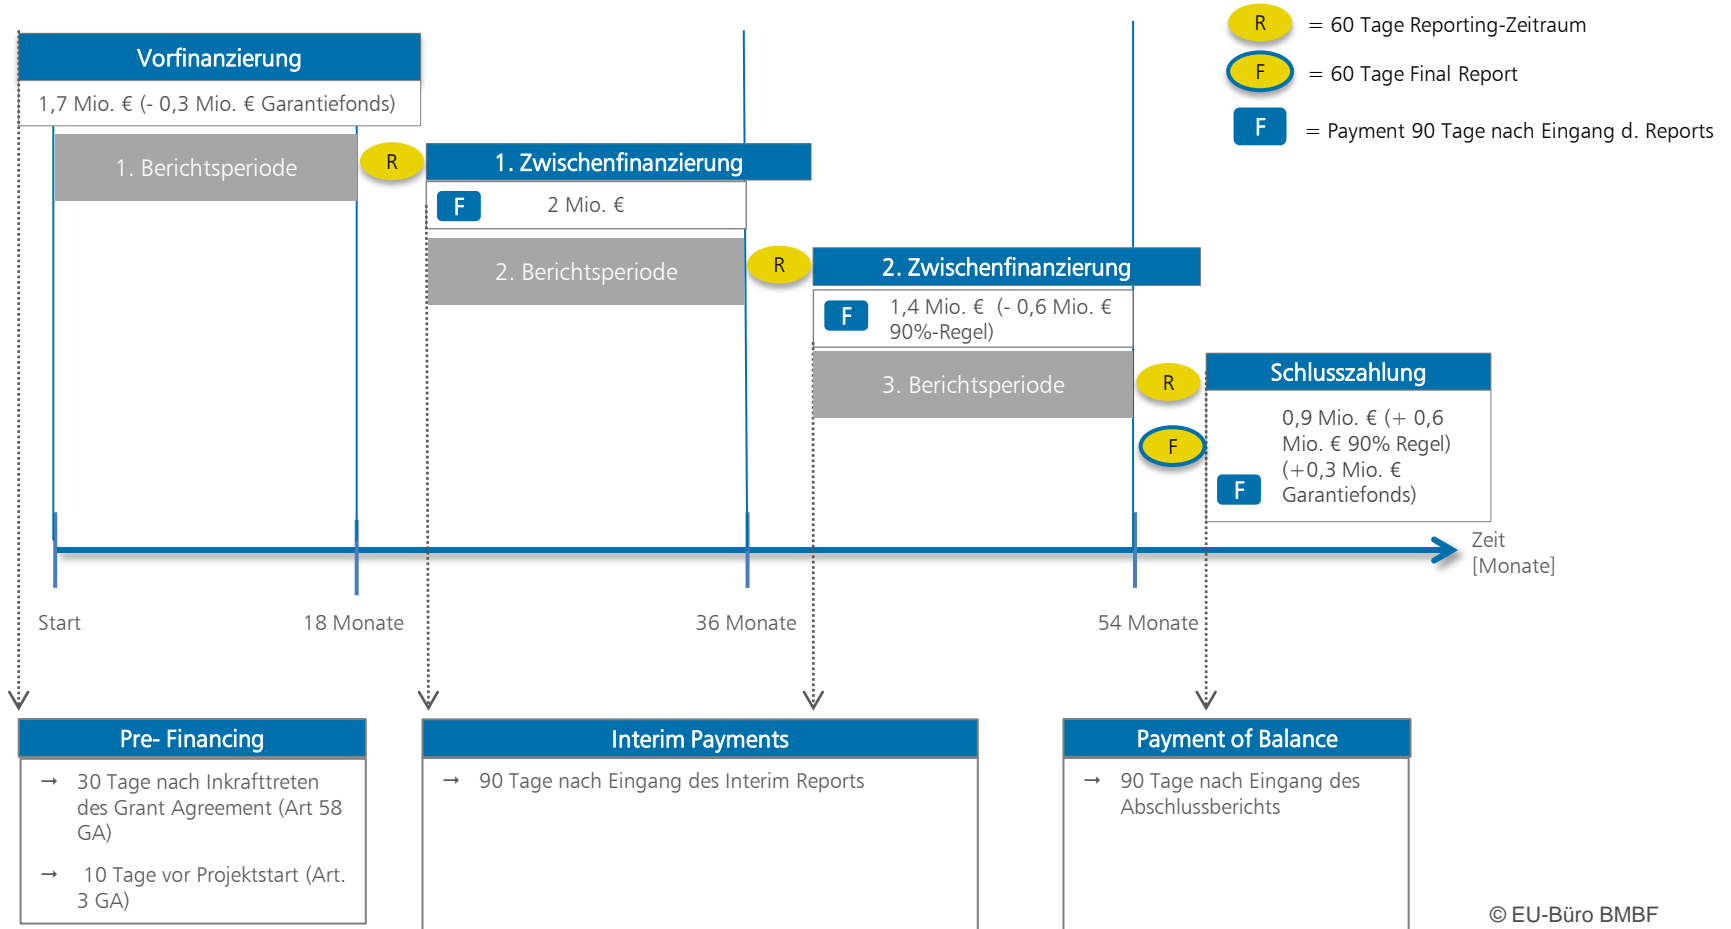 R
= 60 Tage Reporting-Zeitraum
F
= 60 Tage Final Report
F
= Payment 90 Tage nach Eingang d. Reports
Vorfinanzierung
1,7 Mio. € (- 0,3 Mio. € Garantiefonds)
1. Berichtsperiode
R
1. Zwischenfinanzierung
F
2 Mio. €
2. Berichtsperiode
R
2. Zwischenfinanzierung
F
1,4 Mio. € (- 0,6 Mio. €
90%-Regel)
3. Berichtsperiode
R
F
Schlusszahlung
0,9 Mio. € (+ 0,6
Mio. € 90% Regel)
(+0,3 Mio. €
Garantiefonds)
F
Zeit
[Monate]
Start
18 Monate
36 Monate
54 Monate
Pre- Financing
→ 30 Tage nach Inkrafttreten
des Grant Agreement (Art 58
GA)
→ 10 Tage vor Projektstart (Art.
3 GA)
Interim Payments
→ 90 Tage nach Eingang des Interim Reports
Payment of Balance
→ 90 Tage nach Eingang des
Abschlussberichts
© EU-Büro BMBF